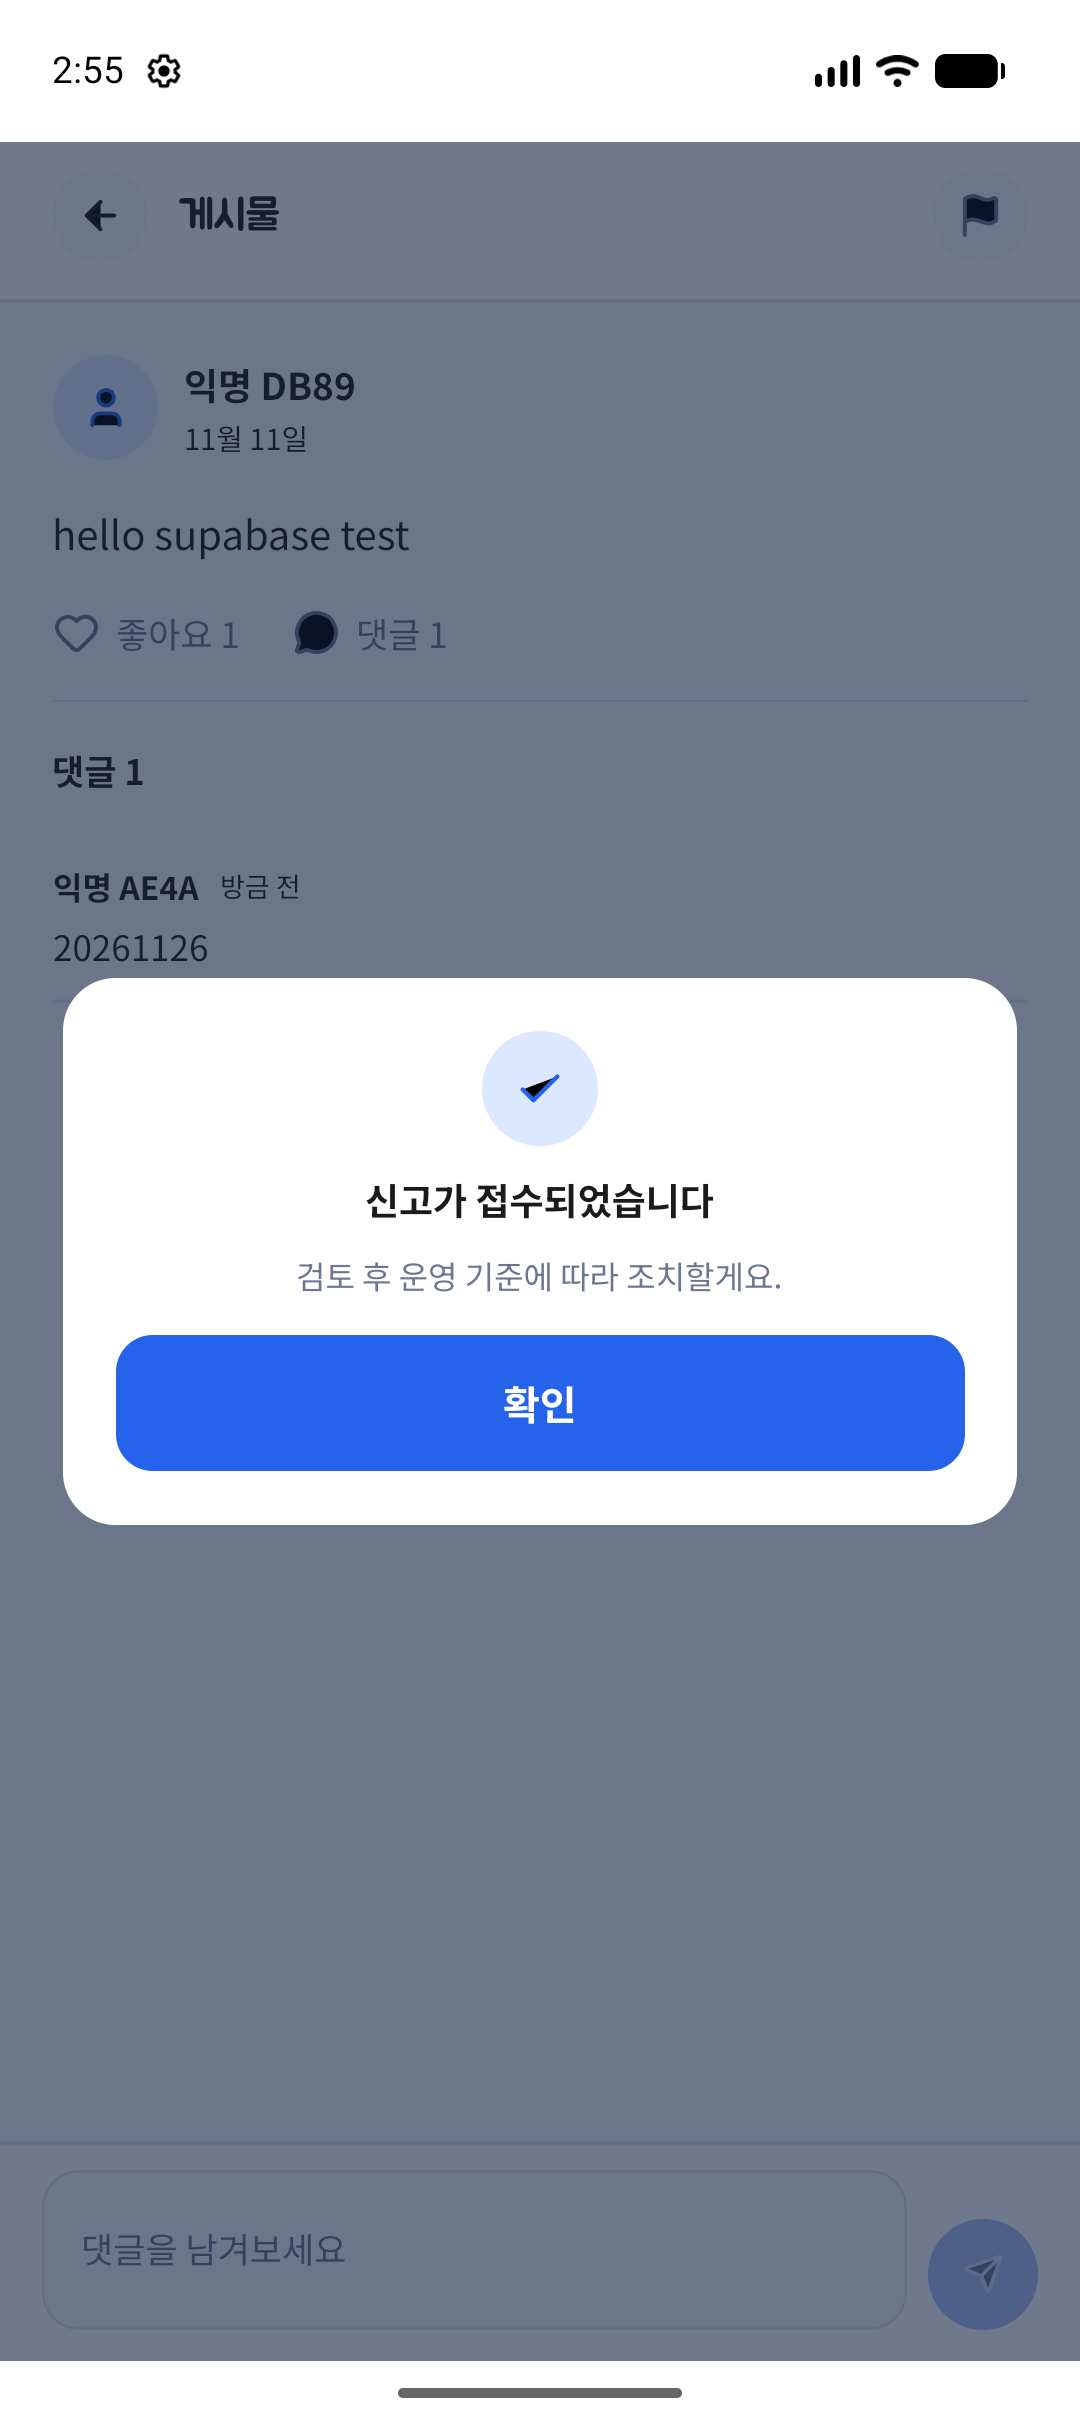 2:55
게시물
익명 DB89
11월 11일
hello supabase test
좋아요 1 댓글 1
댓글 1
익명 AE4A 방금 전
20261126
신고가 접수되었습니다
검토 후 운영 기준에 따라 조치할게요.
확인
댓글을 남겨보세요